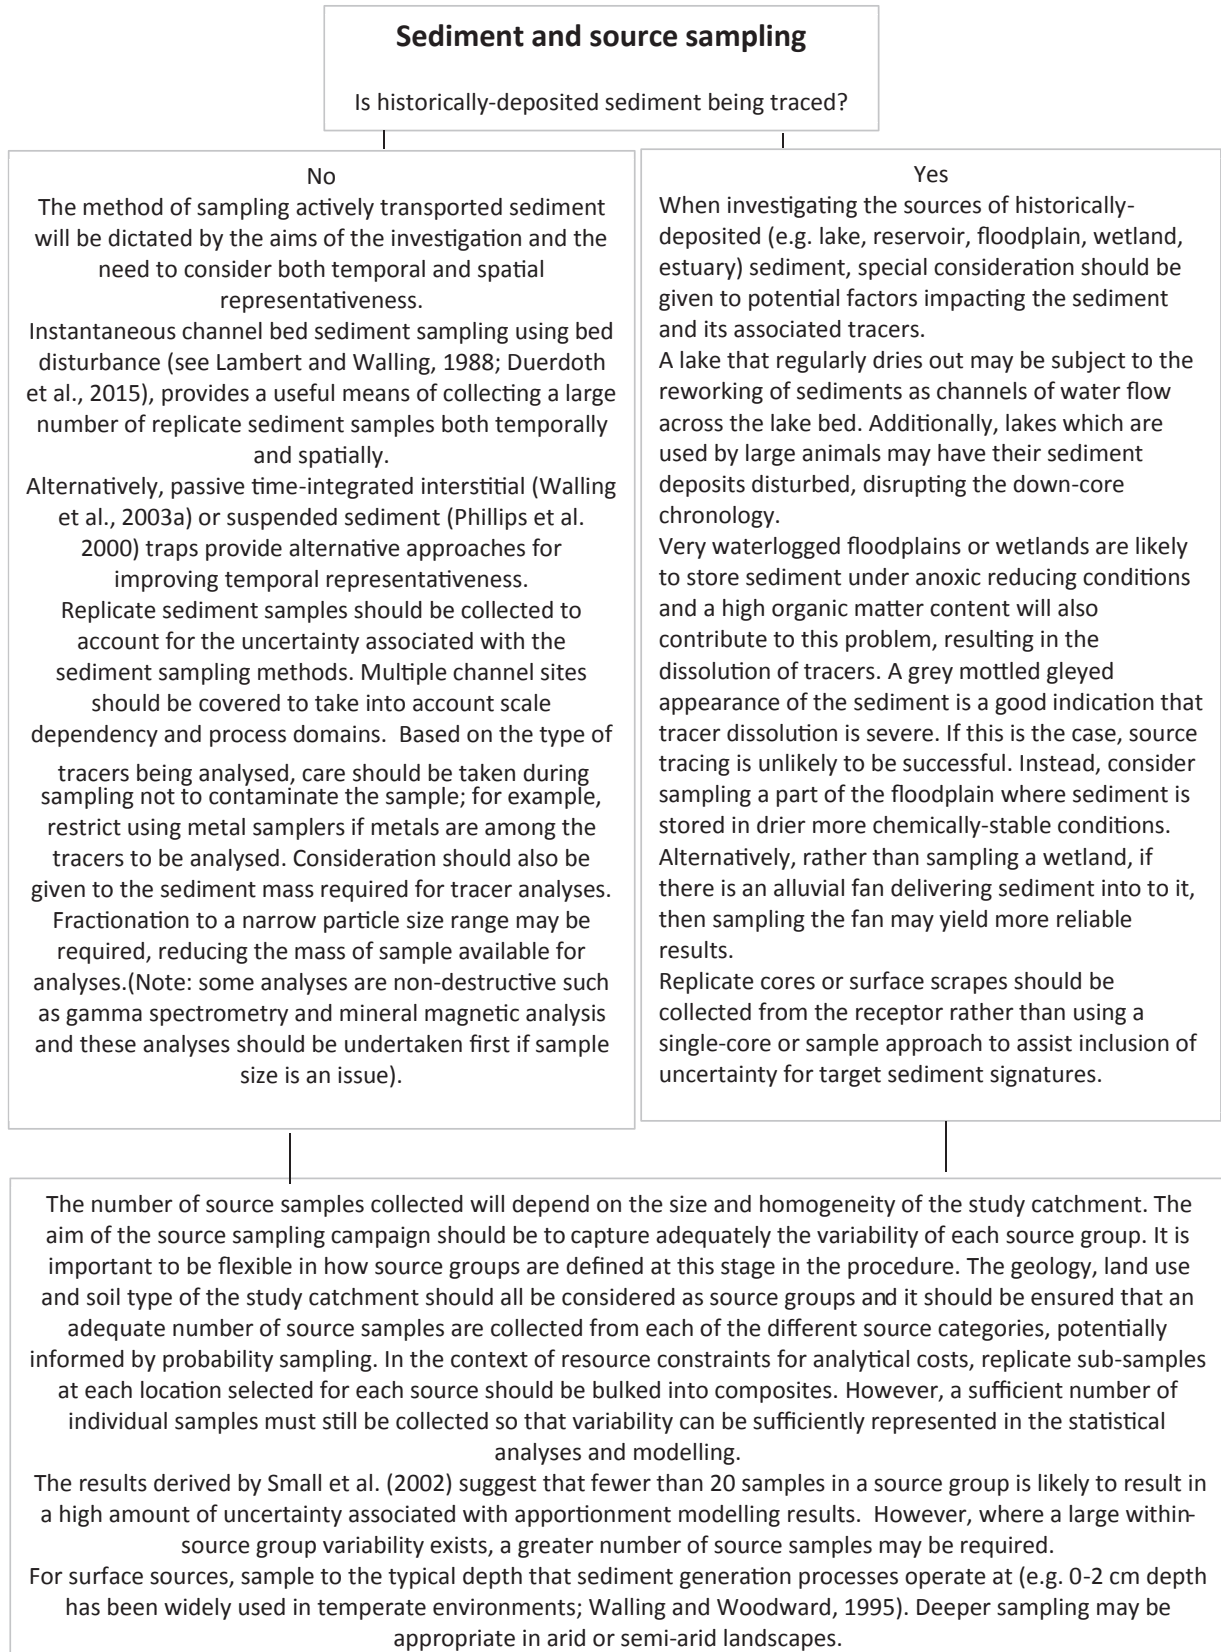 Sediment and source sampling
Is historically-deposited sediment being traced?
No
The method of sampling actively transported sediment
will be dictated by the aims of the investigation and the
need to consider both temporal and spatial
representativeness.
Instantaneous channel bed sediment sampling using bed
disturbance (see Lambert and Walling, 1988; Duerdoth
et al., 2015), provides a useful means of collecting a large
number of replicate sediment samples both temporally
and spatially.
Alternatively, passive time-integrated interstitial (Walling
et al., 2003a) or suspended sediment (Phillips et al.
2000) traps provide alternative approaches for
improving temporal representativeness.
Replicate sediment samples should be collected to
account for the uncertainty associated with the
sediment sampling methods. Multiple channel sites
should be covered to take into account scale
dependency and process domains.  Based on the type of
tracers being analysed, care should be taken during
sampling not to contaminate the sample; for example,
restrict using metal samplers if metals are among the
tracers to be analysed. Consideration should also be
given to the sediment mass required for tracer analyses.
Fractionation to a narrow particle size range may be
required, reducing the mass of sample available for
analyses.(Note: some analyses are non-destructive such
as gamma spectrometry and mineral magnetic analysis
and these analyses should be undertaken first if sample
size is an issue).
Yes
When investigating the sources of historically-
deposited (e.g. lake, reservoir, floodplain, wetland,
estuary) sediment, special consideration should be
given to potential factors impacting the sediment
and its associated tracers.
A lake that regularly dries out may be subject to the
reworking of sediments as channels of water flow
across the lake bed. Additionally, lakes which are
used by large animals may have their sediment
deposits disturbed, disrupting the down-core
chronology.
Very waterlogged floodplains or wetlands are likely
to store sediment under anoxic reducing conditions
and a high organic matter content will also
contribute to this problem, resulting in the
dissolution of tracers. A grey mottled gleyed
appearance of the sediment is a good indication that
tracer dissolution is severe. If this is the case, source
tracing is unlikely to be successful. Instead, consider
sampling a part of the floodplain where sediment is
stored in drier more chemically-stable conditions.
Alternatively, rather than sampling a wetland, if
there is an alluvial fan delivering sediment into to it,
then sampling the fan may yield more reliable
results.
Replicate cores or surface scrapes should be
collected from the receptor rather than using a
single-core or sample approach to assist inclusion of
uncertainty for target sediment signatures.
The number of source samples collected will depend on the size and homogeneity of the study catchment. The
aim of the source sampling campaign should be to capture adequately the variability of each source group. It is
important to be flexible in how source groups are defined at this stage in the procedure. The geology, land use
and soil type of the study catchment should all be considered as source groups and it should be ensured that an
adequate number of source samples are collected from each of the different source categories, potentially
informed by probability sampling. In the context of resource constraints for analytical costs, replicate sub-samples
at each location selected for each source should be bulked into composites. However, a sufficient number of
individual samples must still be collected so that variability can be sufficiently represented in the statistical
analyses and modelling.
The results derived by Small et al. (2002) suggest that fewer than 20 samples in a source group is likely to result in
a high amount of uncertainty associated with apportionment modelling results.  However, where a large within-
source group variability exists, a greater number of source samples may be required.
For surface sources, sample to the typical depth that sediment generation processes operate at (e.g. 0-2 cm depth
has been widely used in temperate environments; Walling and Woodward, 1995). Deeper sampling may be
appropriate in arid or semi-arid landscapes.